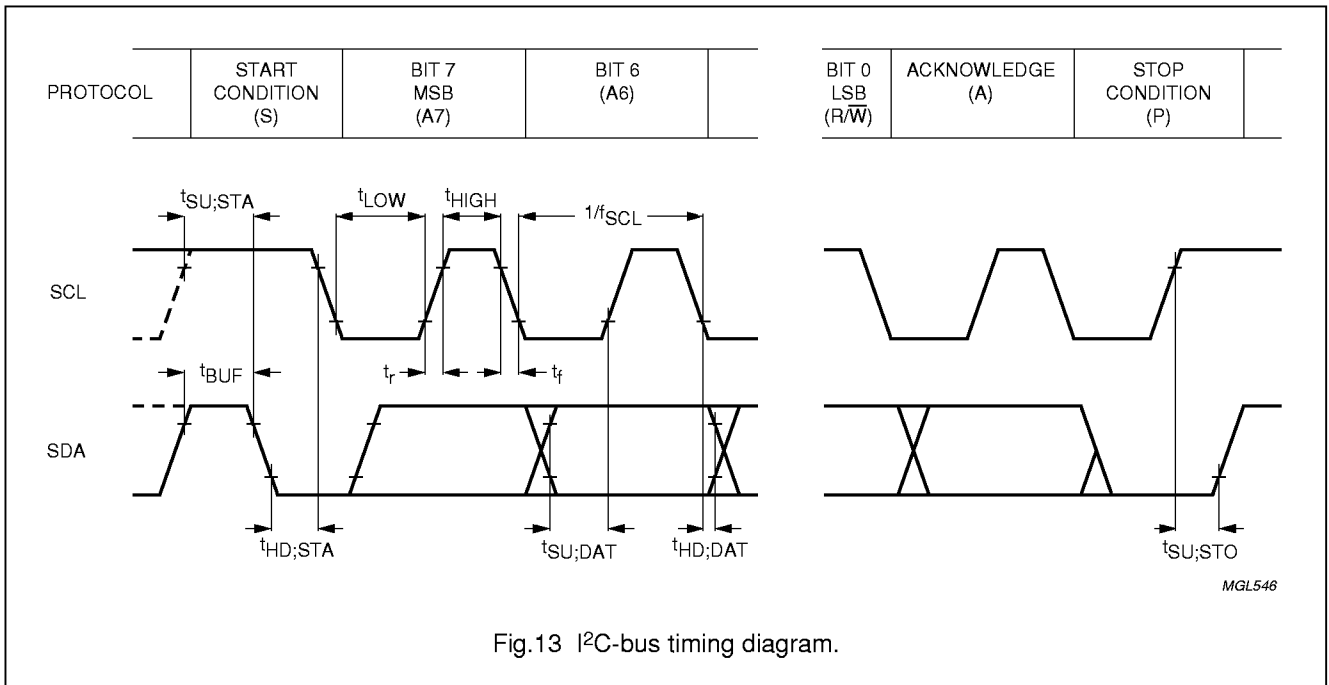 PROTOCOL
START
CONDITION
(S)
BIT 7
MSB
(A7)
BIT 6
(A6)
BIT 0
LSB
(R/W̅)
ACKNOWLEDGE
(A)
STOP
CONDITION
(P)
tSU;STA
tLOW
tHIGH
1/fSCL
SCL
tBUF
tr
tf
SDA
tHD;STA
tSU;DAT
tHD;DAT
tSU;STO
MGL546
Fig.13 I²C-bus timing diagram.